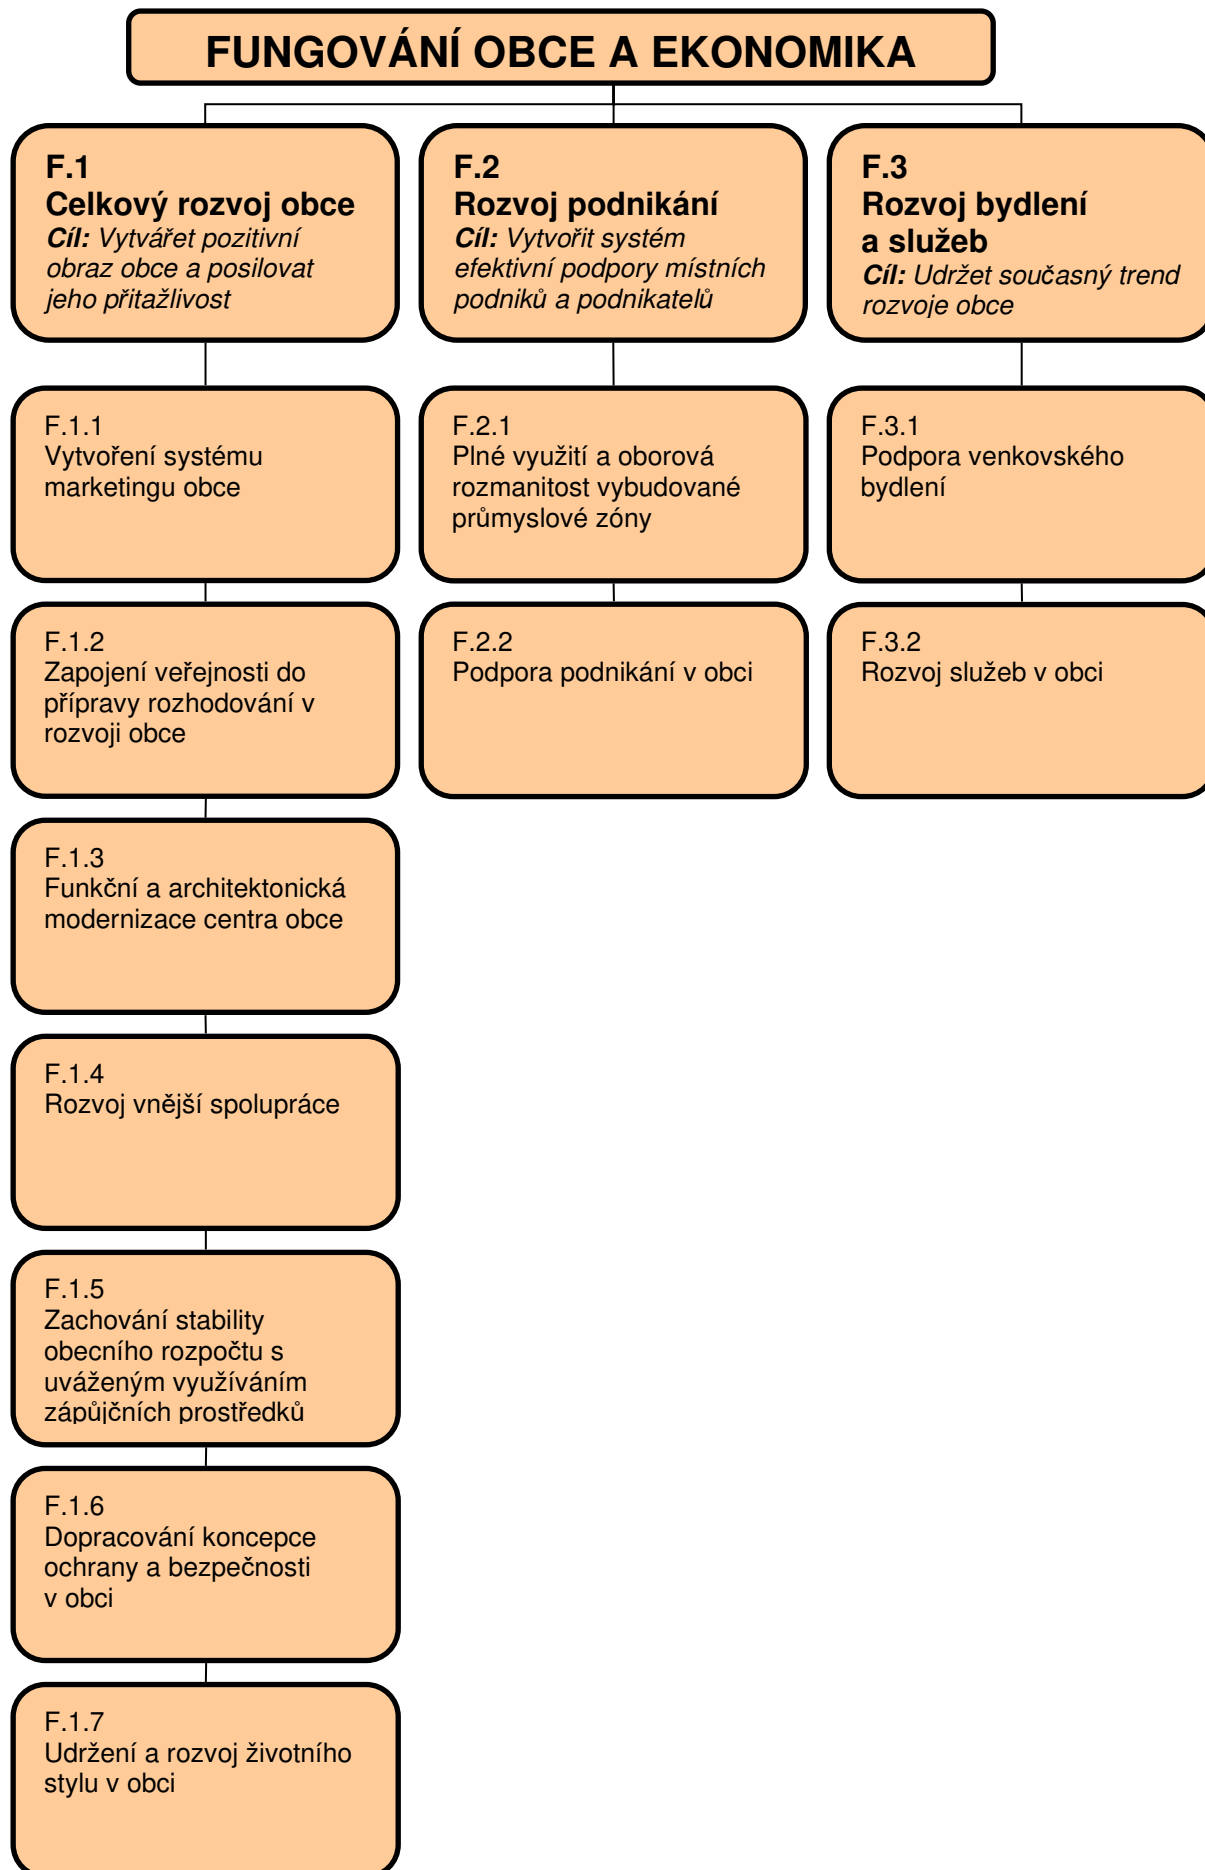 FUNGOVÁNÍ OBCE A EKONOMIKA
F.1
Celkový rozvoj obce
Cíl: Vytvářet pozitivní
obraz obce a posilovat
jeho přitažlivost
F.2
Rozvoj podnikání
Cíl: Vytvořit systém
efektivní podpory místních
podniků a podnikatelů
F.3
Rozvoj bydlení
a služeb
Cíl: Udržet současný trend
rozvoje obce
F.1.1
Vytvoření systému
marketingu obce
F.2.1
Plné využití a oborová
rozmanitost vybudované
průmyslové zóny
F.3.1
Podpora venkovského
bydlení
F.1.2
Zapojení veřejnosti do
přípravy rozhodování v
rozvoji obce
F.2.2
Podpora podnikání v obci
F.3.2
Rozvoj služeb v obci
F.1.3
Funkční a architektonická
modernizace centra obce
F.1.4
Rozvoj vnější spolupráce
F.1.5
Zachování stability
obecního rozpočtu s
uváženým využíváním
zápůjčních prostředků
F.1.6
Dopracování koncepce
ochrany a bezpečnosti
v obci
F.1.7
Udržení a rozvoj životního
stylu v obci